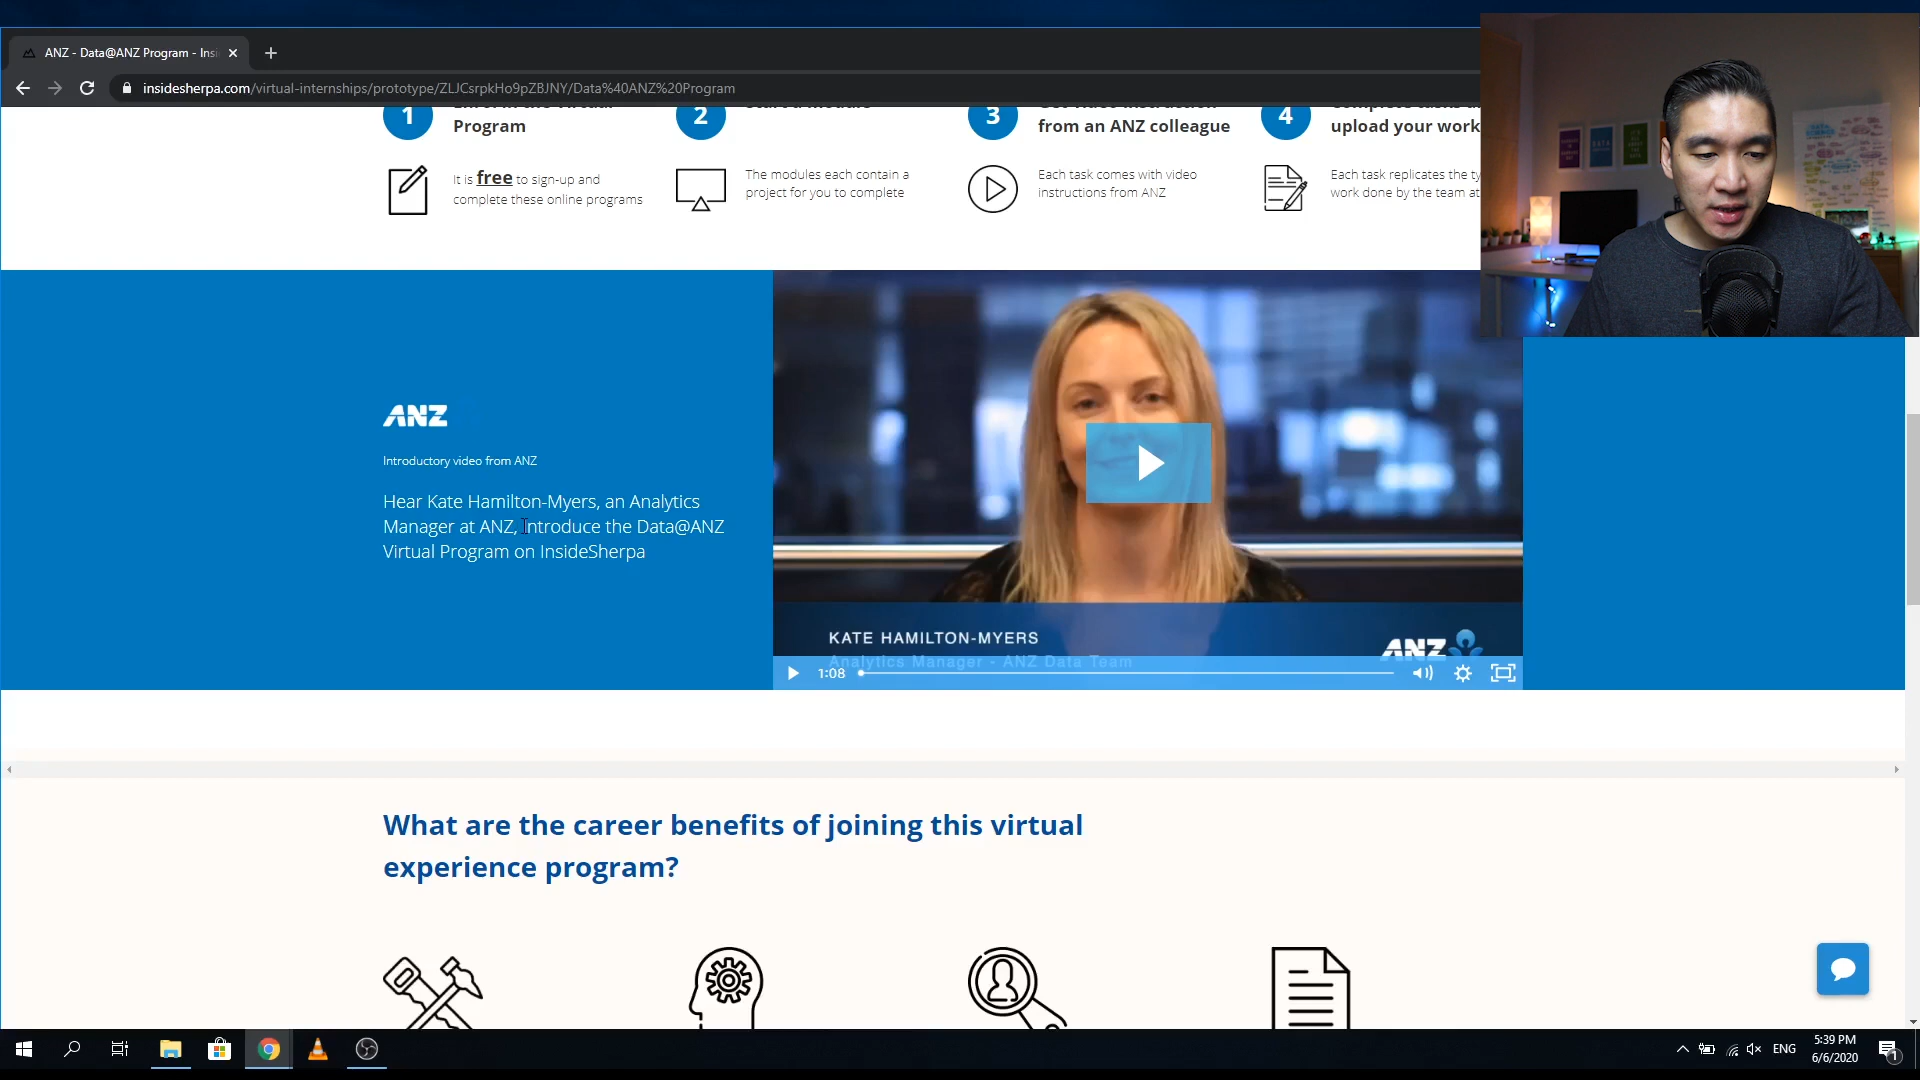 ANZ - Data@ANZ Program - Insi
insidesherpa.com/virtual-internships/prototype/ZLJCsrpkHo9pZBJNY/Data%40ANZ%20Program
1
Program
2
3
from an ANZ colleague
4
upload your work
It is free to sign-up and
complete these online programs
The modules each contain a
project for you to complete
Each task comes with video
instructions from ANZ
Each task replicates the ty
work done by the team at
ANZ
Introductory video from ANZ
Hear Kate Hamilton-Myers, an Analytics
Manager at ANZ, introduce the Data@ANZ
Virtual Program on InsideSherpa
KATE HAMILTON-MYERS
Analytics Manager - ANZ Data Team
ANZ
1:08
What are the career benefits of joining this virtual
experience program?
ENG
5:39 PM
6/6/2020
1